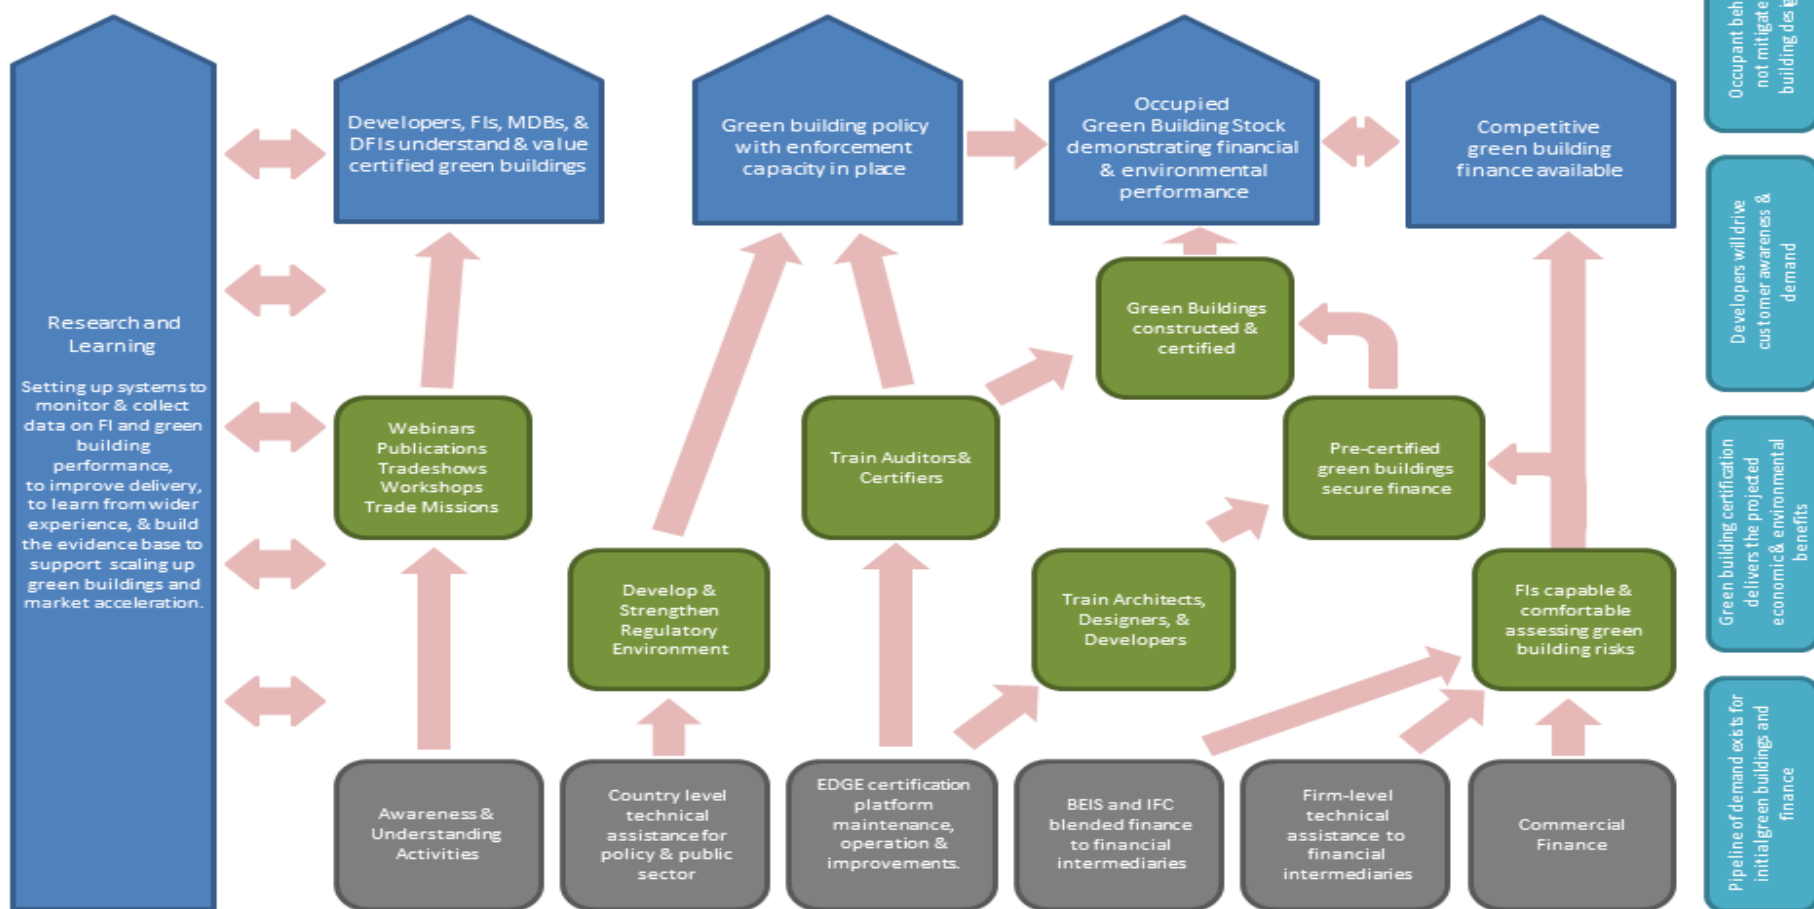 Research and
Learning
Setting up systems to
monitor & collect
data on FI and green
building
performance,
to improve delivery,
to learn from wider
experience, & build
the evidence base to
support scaling up
green buildings and
market acceleration.
Developers, FIs, MDBs, &
DFIs understand & value
certified green buildings
Green building policy
with enforcement
capacity in place
Occupied
Green Building Stock
demonstrating financial
& environmental
performance
Competitive
green building
finance available
Green Buildings
constructed &
certified
Webinars
Publications
Tradeshows
Workshops
Trade Missions
Train Auditors &
Certifiers
Pre-certified
green buildings
secure finance
Develop &
Strengthen
Regulatory
Environment
Train Architects,
Designers, &
Developers
FIs capable &
comfortable
assessing green
building risks
Awareness &
Understanding
Activities
Country level
technical
assistance for
policy & public
sector
EDGE certification
platform
maintenance,
operation &
improvements.
BEIS and IFC
blended finance
to financial
intermediaries
Firm-level
technical
assistance to
financial
intermediaries
Commercial
Finance
Occupant
not mitigate
building
Developers will drive
customer awareness &
demand
Green building certification
delivers the projected
economic & environmental
benefits
Pipeline of demand exists for
initial green buildings and
finance